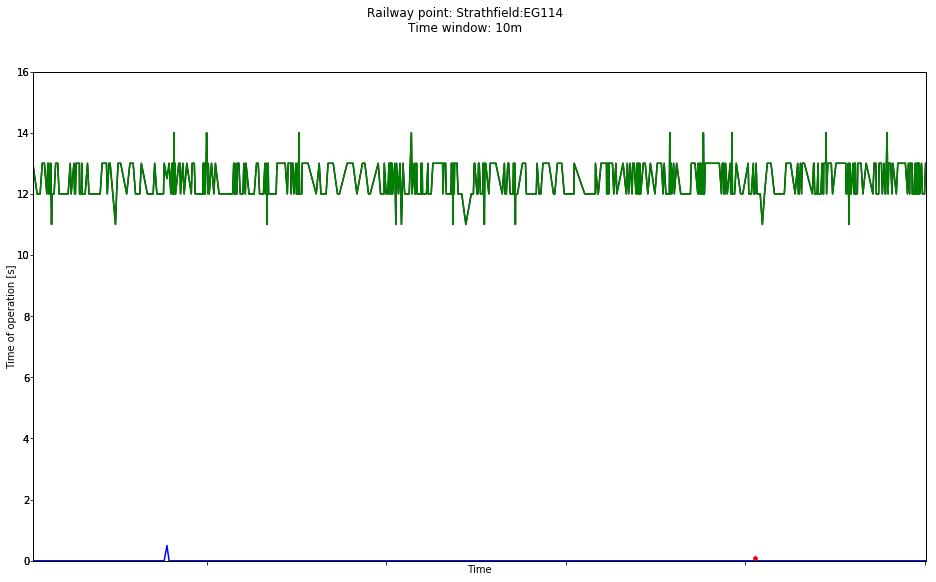 Railway point: Strathfield:EG114
Time window: 10m
16
14
12
10
8
6
4
2
0
Time of operation [s]
Time